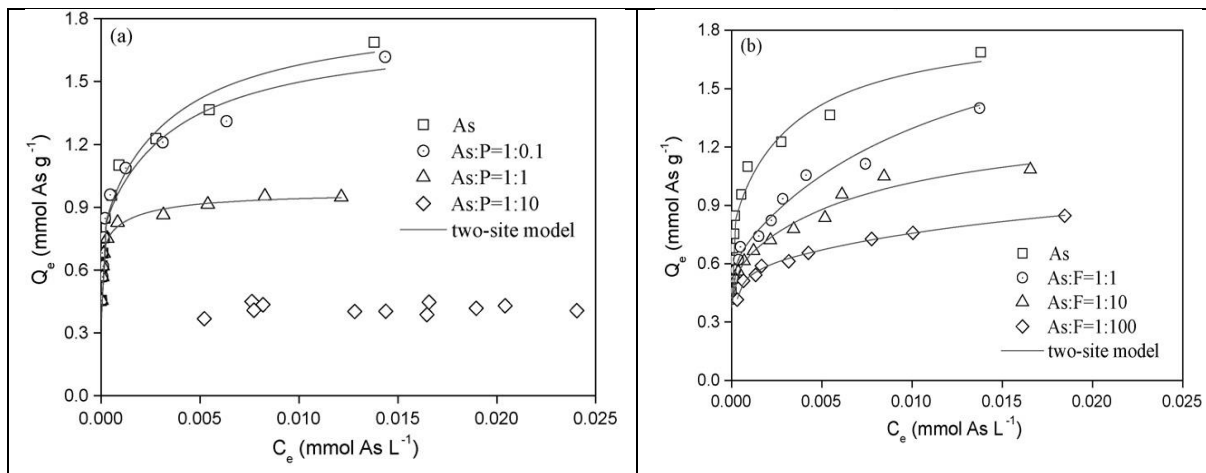 (a)
1.8
1.5
1.2
0.9
0.6
0.3
0.0
Qₑ (mmol As g⁻¹)
As
As:P=1:0.1
As:P=1:1
As:P=1:10
two-site model
0.000 0.005 0.010 0.015 0.020 0.025
Cₑ (mmol As L⁻¹)
(b)
1.8
1.5
1.2
0.9
0.6
0.3
0.0
Qₑ (mmol As g⁻¹)
As
As:F=1:1
As:F=1:10
As:F=1:100
two-site model
0.000 0.005 0.010 0.015 0.020 0.025
Cₑ (mmol As L⁻¹)